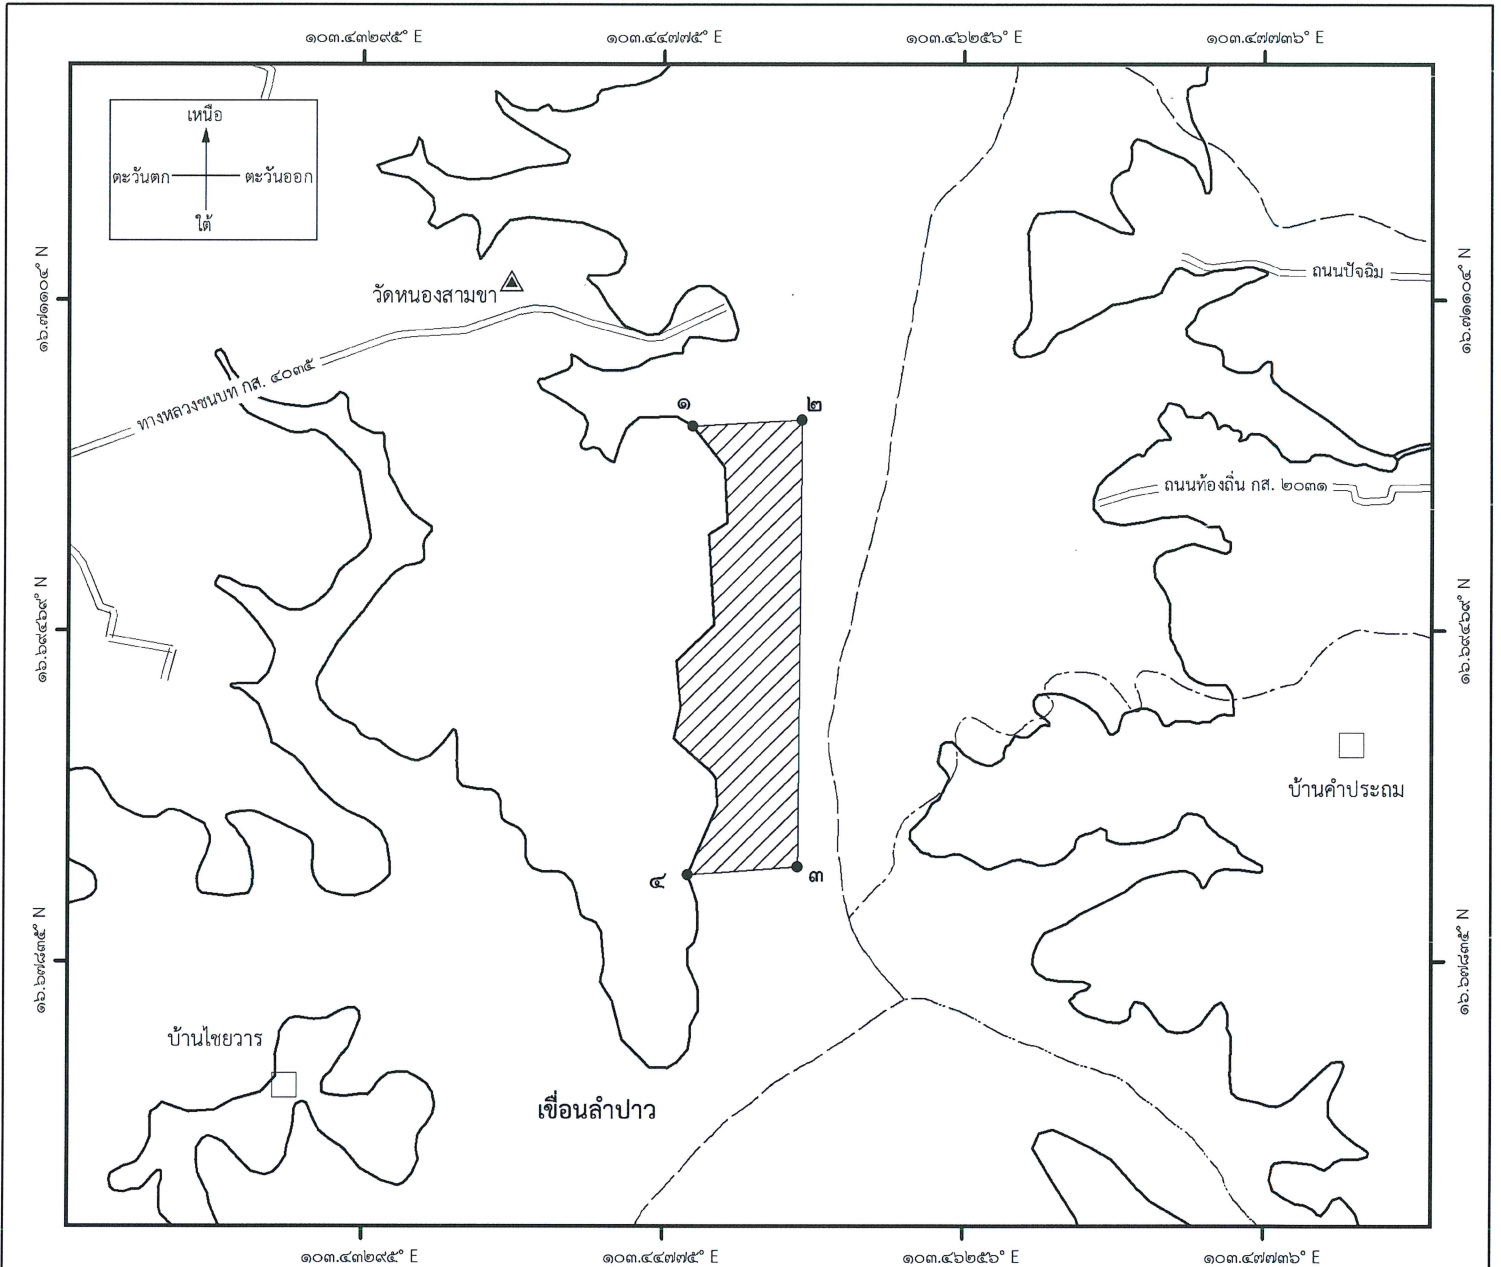 ๑๐๓.๔๓๒๙๕° E
๑๐๓.๔๔๗๗๕° E
๑๐๓.๔๖๒๕๖° E
๑๐๓.๔๗๗๓๖° E
เหนือ
ตะวันตก
ตะวันออก
ใต้
๑๖.๗๑๑๐๔° N
๑๖.๗๑๑๐๔° N
ถนนปัจฉิม
วัดหนองสามขา
ทางหลวงชนบท กส. ๔๐๓๕
๑
๒
ถนนท้องถิ่น กส. ๒๐๓๑
๑๖.๖๙๔๖๙° N
๑๖.๖๙๔๖๙° N
บ้านคำประถม
๔
๓
๑๖.๖๗๘๓๕° N
๑๖.๖๗๘๓๕° N
บ้านไชยวาร
เขื่อนลำปาว
๑๐๓.๔๓๒๙๕° E
๑๐๓.๔๔๗๗๕° E
๑๐๓.๔๖๒๕๖° E
๑๐๓.๔๗๗๓๖° E